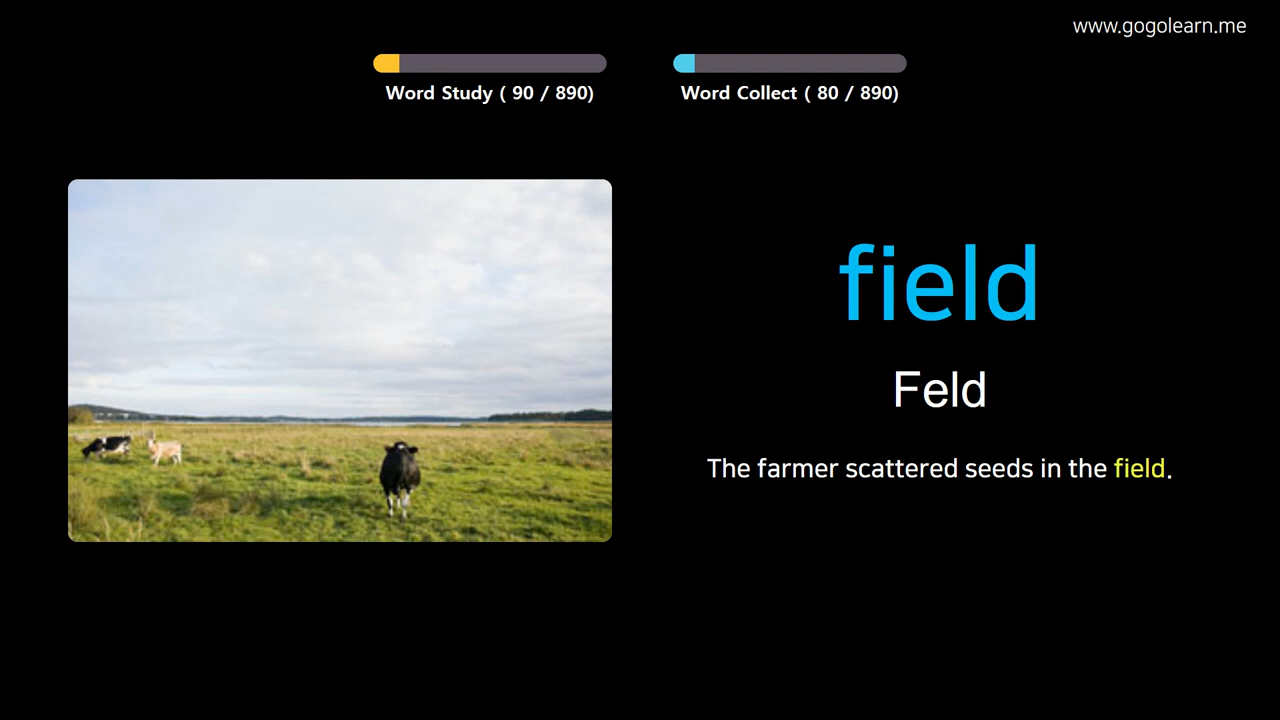 www.gogolearn.me
Word Study ( 90 / 890)
Word Collect ( 80 / 890)
field
Feld
The farmer scattered seeds in the field.